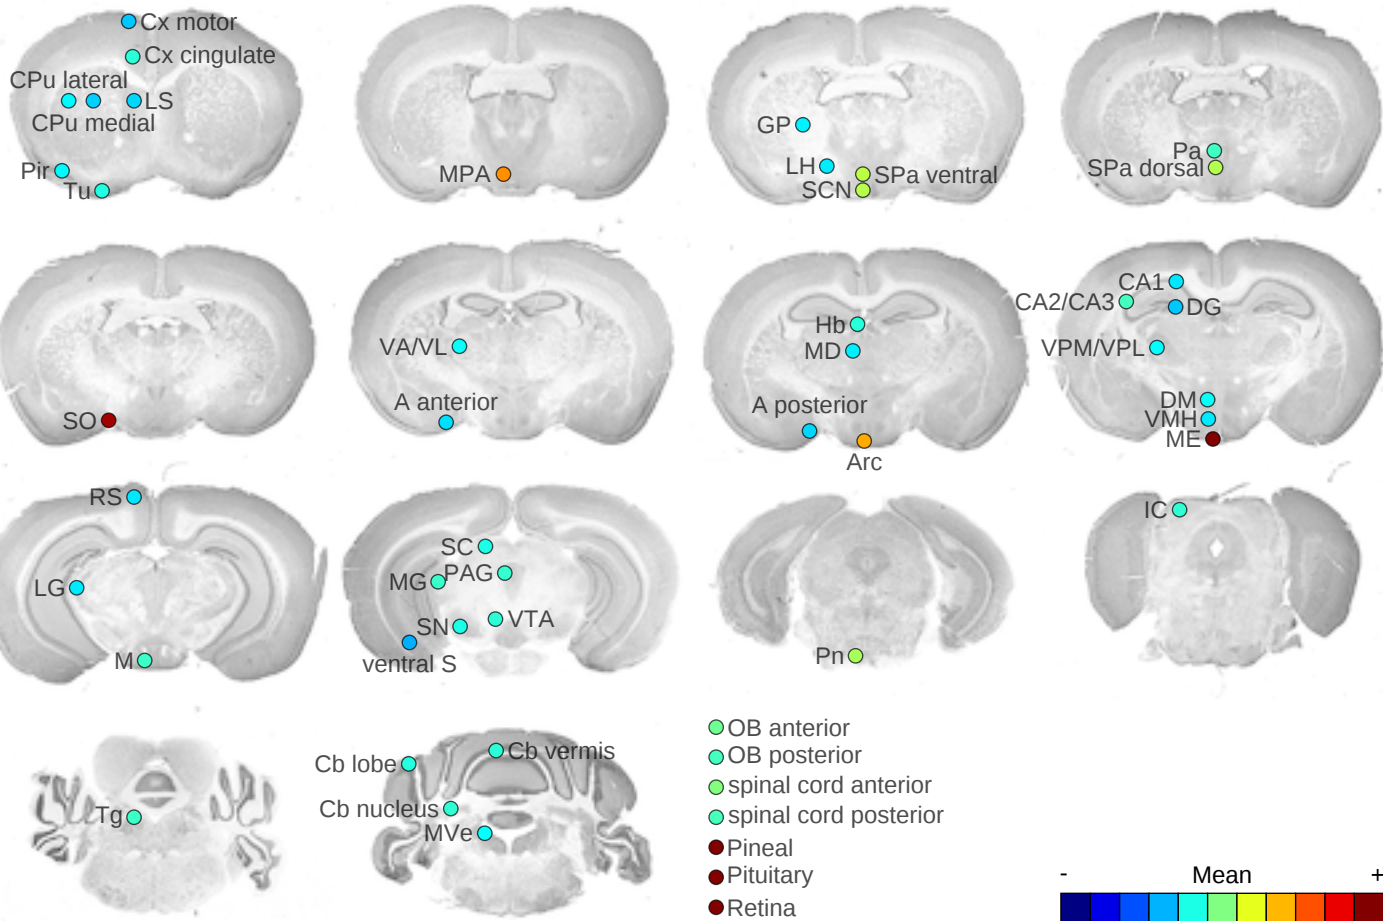 Cx motor
Cx cingulate
CPu lateral
LS
CPu medial
Pir
Tu
MPA
GP
LH
SPa ventral
SCN
Pa
SPa dorsal
SO
VA/VL
A anterior
Hb
MD
A posterior
Arc
CA1
CA2/CA3
DG
VPM/VPL
DM
VMH
ME
RS
LG
M
SC
PAG
MG
VTA
SN
ventral S
Pn
IC
Tg
Cb vermis
Cb lobe
Cb nucleus
MVe
OB anterior
OB posterior
spinal cord anterior
spinal cord posterior
Pineal
Pituitary
Retina
- Mean +